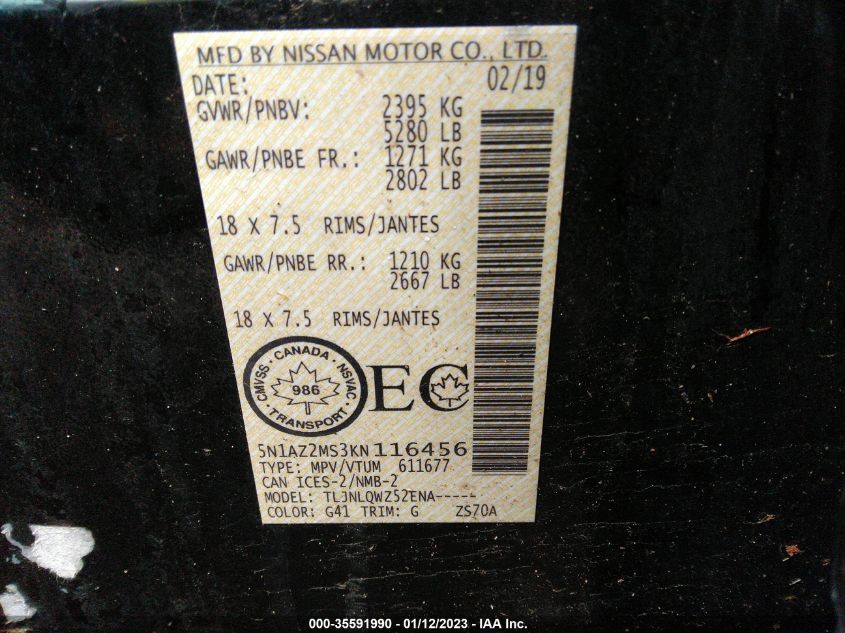 MFD BY NISSAN MOTOR CO., LTD.
DATE: 02/19
GVWR/PNBV: 2395 KG
5280 LB
GAWR/PNBE FR.: 1271 KG
2802 LB
18 X 7.5 RIMS/JANTES
GAWR/PNBE RR.: 1210 KG
2667 LB
18 X 7.5 RIMS/JANTES
CMVSS · CANADA · NSVAC · TRANSPORT ·
986
EC
5N1AZ2MS3KN116456
TYPE: MPV/VTUM 611677
CAN ICES-2/NMB-2
MODEL: TLJNLQWZ52ENA-----
COLOR: G41 TRIM: G ZS70A
000-35591990 - 01/12/2023 - IAA Inc.